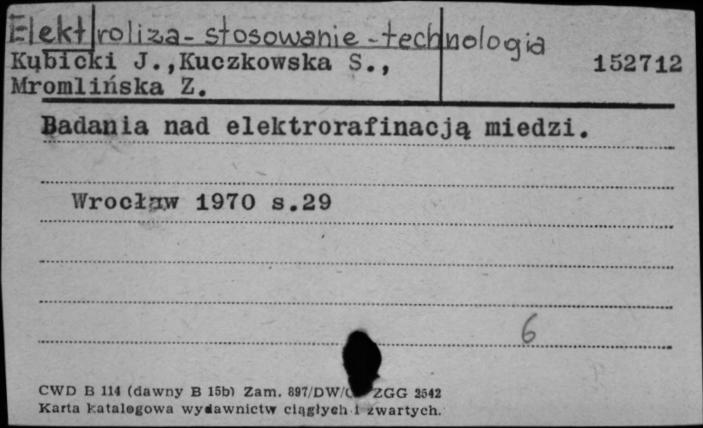 Elektroliza - stosowanie - technologia
Kubicki J., Kuczkowska S., 152712
Mromlińska Z.
Badania nad elektrorafinacją miedzi.
Wrocław 1970 s.29
6
CWD B 114 (dawny B 15b) Zam. 897/DW/ ZGG 2542
Karta katalogowa wydawnictw ciągłych i zwartych.